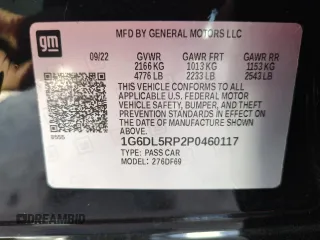 gm
MFD BY GENERAL MOTORS LLC
09/22 GVWR GAWR FRT GAWR RR
2166 KG 1013 KG 1153 KG
4776 LB 2233 LB 2543 LB
THIS VEHICLE CONFORMS TO ALL
APPLICABLE U.S. FEDERAL MOTOR
VEHICLE SAFETY, BUMPER, AND THEFT
PREVENTION STANDARDS IN EFFECT ON
THE DATE OF MANUFACTURE SHOWN ABOVE.
1G6DL5RP2P0460117
TYPE: PASS CAR
MODEL: 276DF69
© DREAMBID